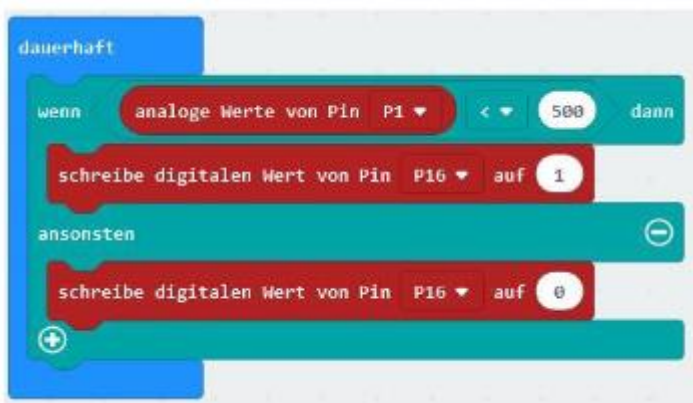 dauerhaft
wenn analoge Werte von Pin P1 < 500 dann
schreibe digitalen Wert von Pin P16 auf 1
ansonsten
schreibe digitalen Wert von Pin P16 auf 0